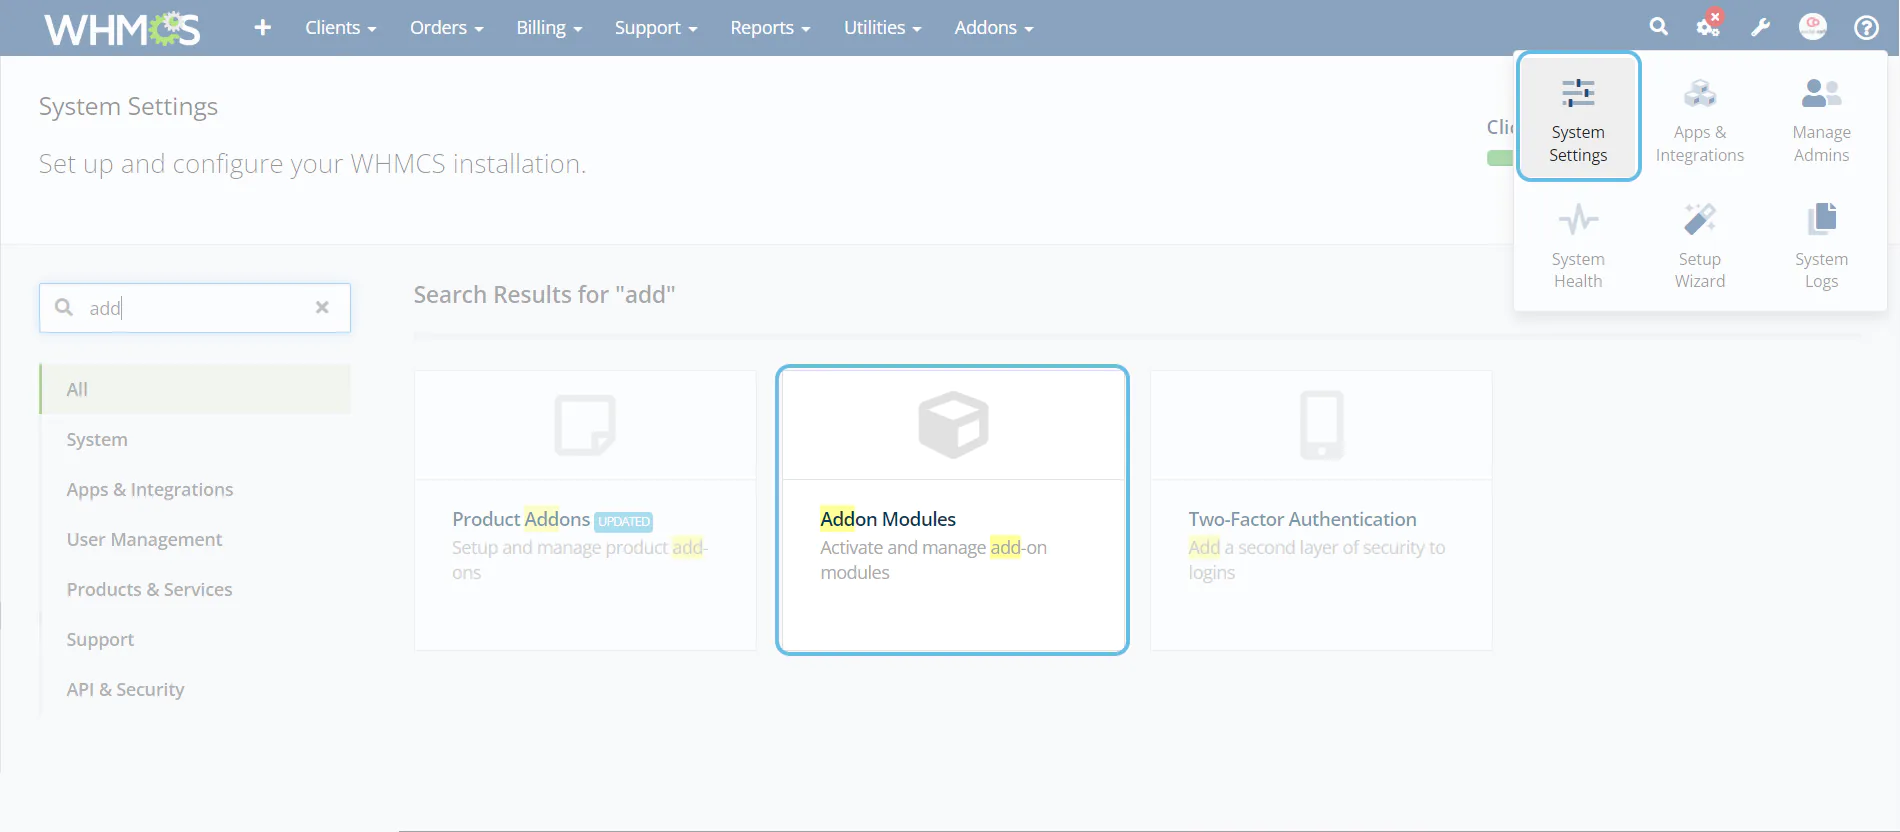 WHMCS
Clients
Orders
Billing
Support
Reports
Utilities
Addons
System Settings
Set up and configure your WHMCS installation.
System
Settings
Apps &
Integrations
Manage
Admins
System
Health
Setup
Wizard
System
Logs
add
Search Results for "add"
All
System
Apps & Integrations
User Management
Products & Services
Support
API & Security
Product Addons UPDATED
Setup and manage product add-
ons
Addon Modules
Activate and manage add-on
modules
Two-Factor Authentication
Add a second layer of security to
logins